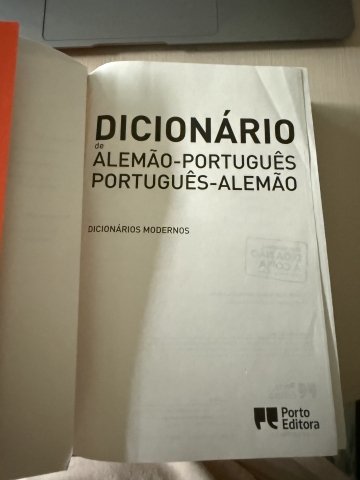 DICIONÁRIO
de
ALEMÃO-PORTUGUÊS
PORTUGUÊS-ALEMÃO
DICIONÁRIOS MODERNOS
Porto
Editora